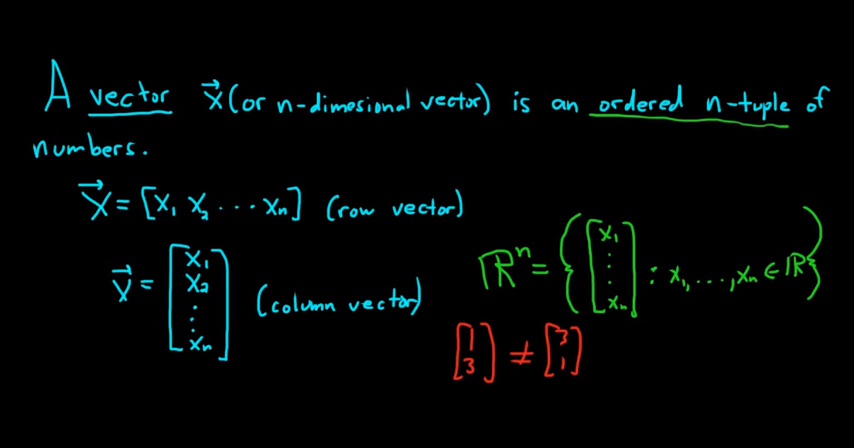 A vector x⃗ (or n-dimesional vector) is an ordered n-tuple of
numbers.
x⃗ = [x₁ x₂ ⋯ xₙ] (row vector)
v⃗ = [x₁ x₂ ⋮ xₙ] (column vector)
ℝⁿ = { [x₁ ⋮ xₙ] : x₁, …, xₙ ∈ ℝ }
[1 3] ≠ [3 1]